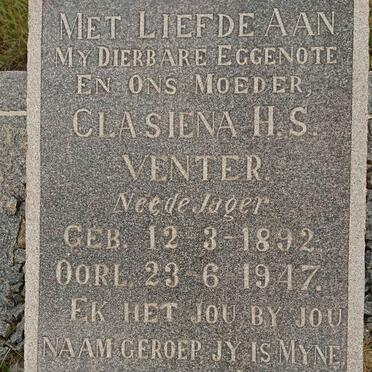 MET LIEFDE AAN
MY DIERBARE EGGENOTE
EN ONS MOEDER,
CLASIENA H.S.
VENTER.
Neé de Jager
GEB. 12-3-1892.
OORL. 23-6-1947.
EK HET JOU BY JOU
NAAM GEROEP JY IS MYNE